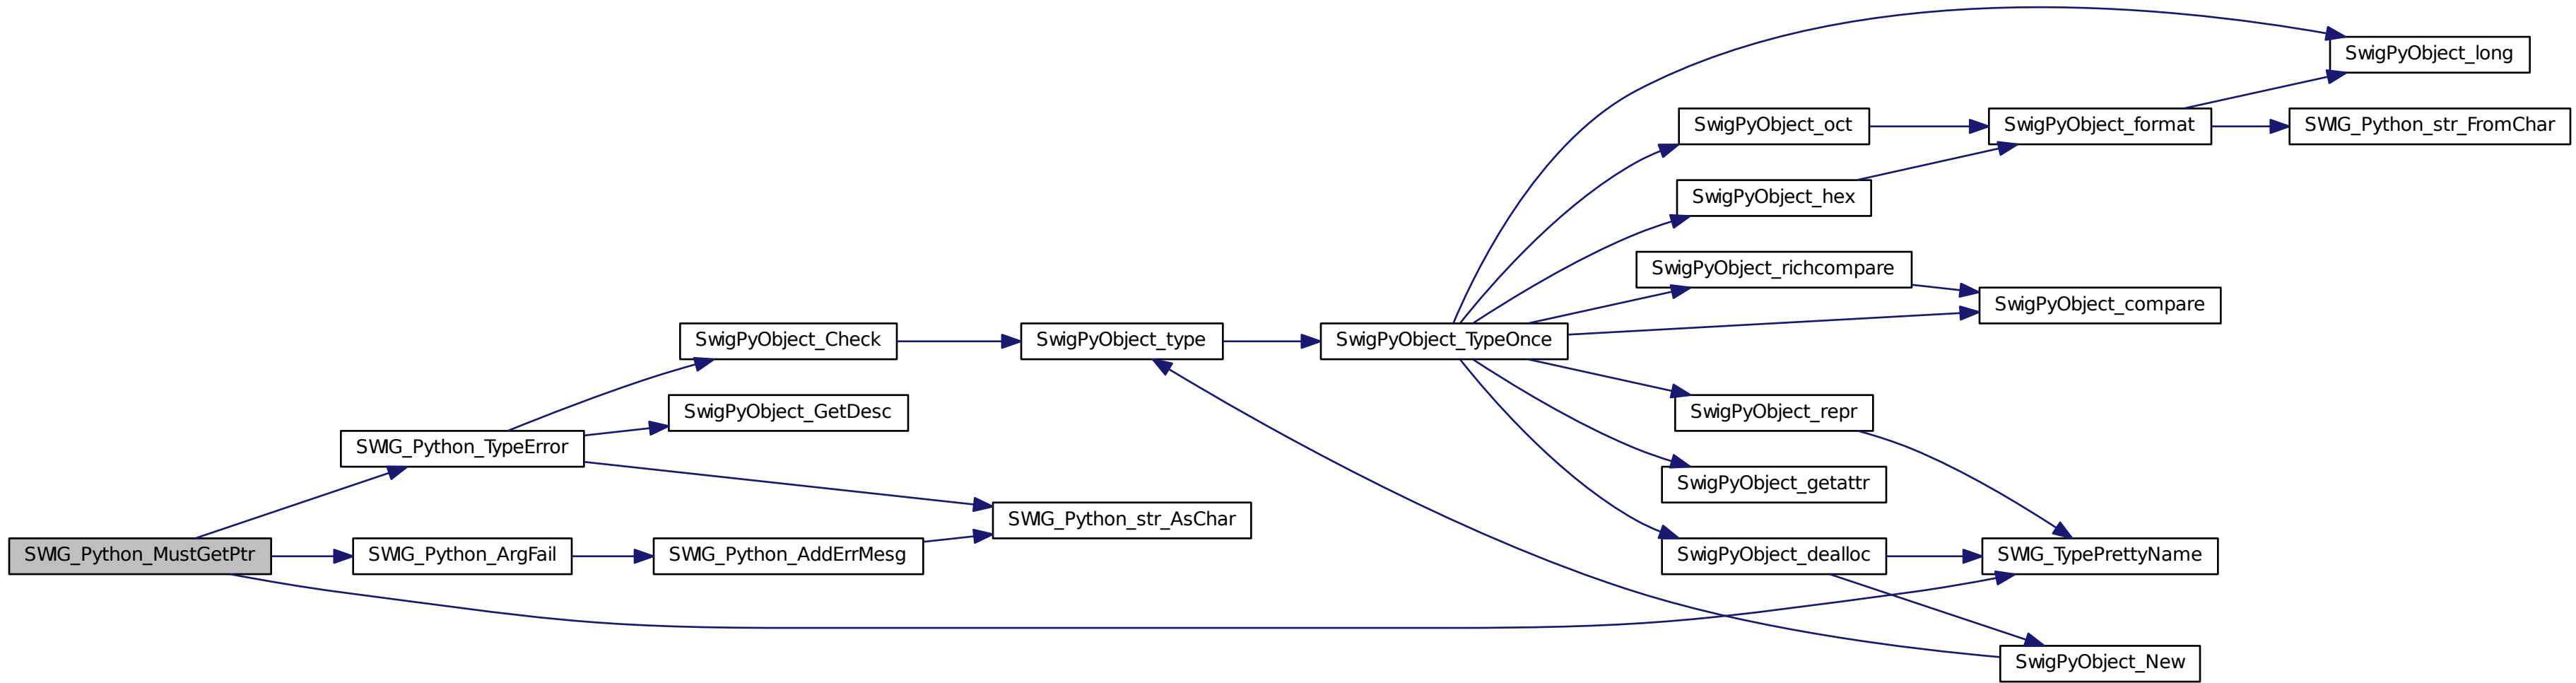 SwigPyObject_long
SwigPyObject_oct
SwigPyObject_format
SWIG_Python_str_FromChar
SwigPyObject_hex
SwigPyObject_richcompare
SwigPyObject_compare
SwigPyObject_Check
SwigPyObject_type
SwigPyObject_TypeOnce
SwigPyObject_GetDesc
SwigPyObject_repr
SWIG_Python_TypeError
SwigPyObject_getattr
SWIG_Python_str_AsChar
SWIG_Python_MustGetPtr
SWIG_Python_ArgFail
SWIG_Python_AddErrMesg
SwigPyObject_dealloc
SWIG_TypePrettyName
SwigPyObject_New